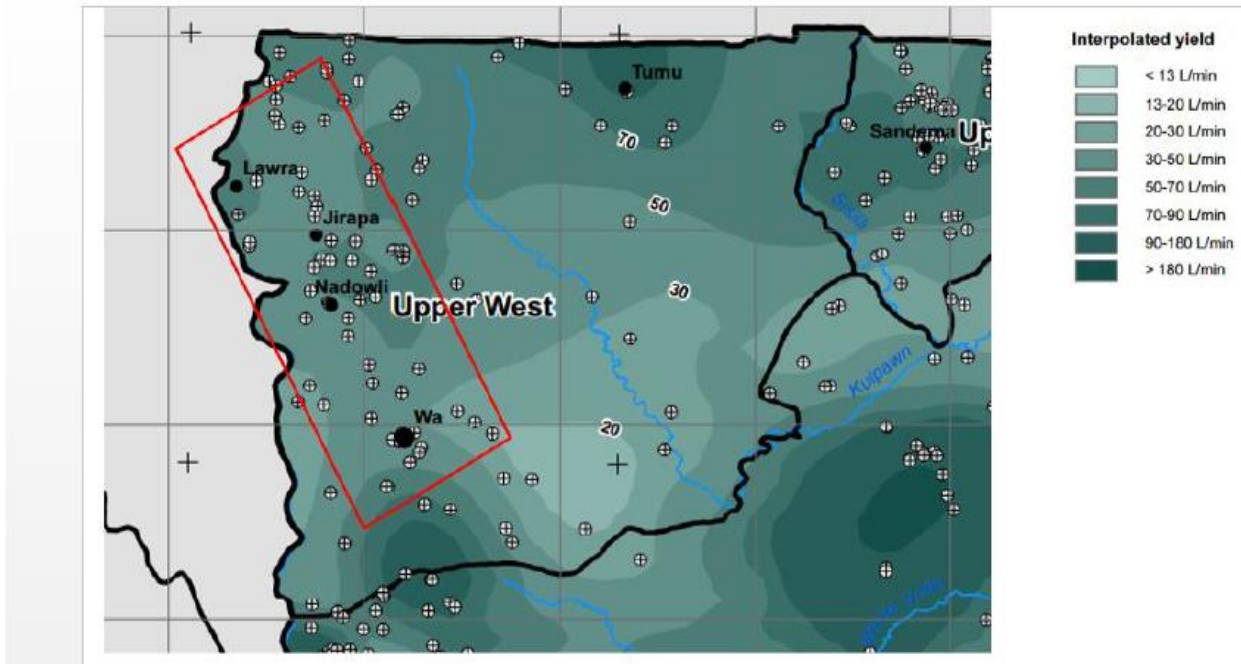 Interpolated yield
< 13 L/min
13-20 L/min
20-30 L/min
30-50 L/min
50-70 L/min
70-90 L/min
90-180 L/min
> 180 L/min
Tumu
70
Sandema
Up
Lawra
50
Jirapa
30
Nadowli
Upper West
Kulpawn
Wa
20